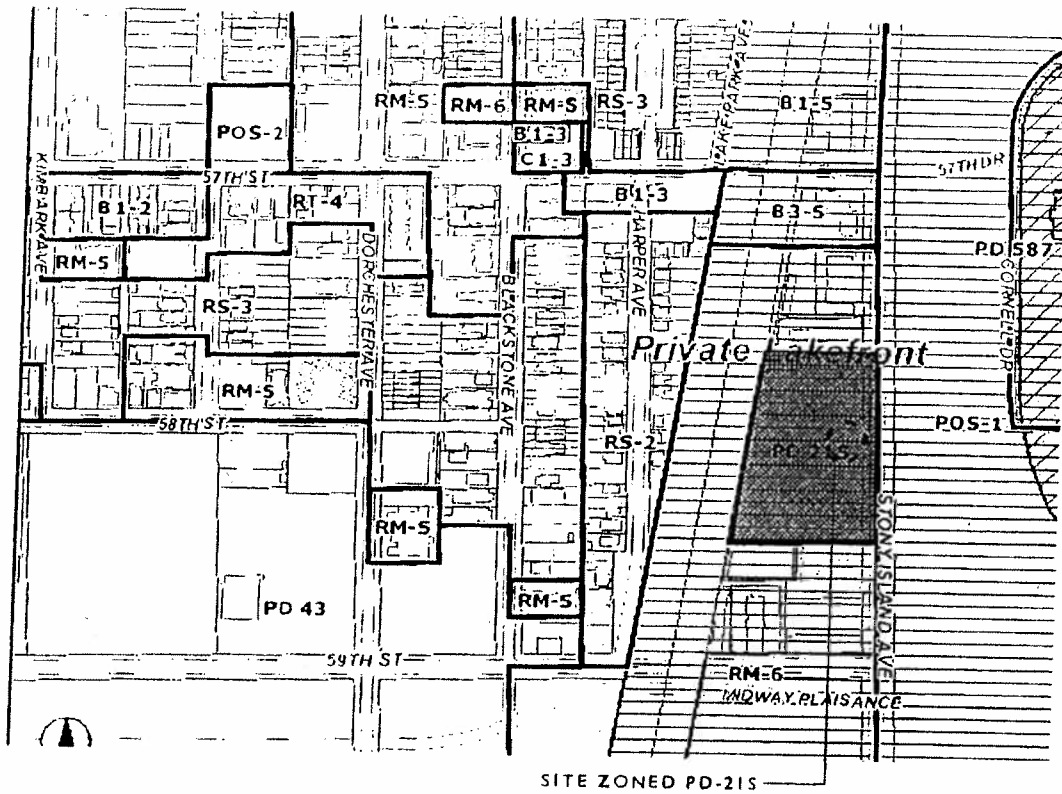 LAKE PARK AVE
RM-5
RM-6
RM-5
RS-3
B1-5
POS-2
B1-3
C1-3
57TH DR
57TH ST
KIMBARK AVE
B1-2
RT-4
B1-3
B3-5
HARPER AVE
DORCHESTER AVE
RM-5
PD 587
CORNELL DR
RS-3
BLACKSTONE AVE
Private Lakefront
RM-5
58TH ST
RS-2
POS-1
PD 215
STONY ISLAND AVE
RM-5
PD 43
RM-5
59TH ST
RM-6
MIDWAY PLAISANCE
SITE ZONED PD-215